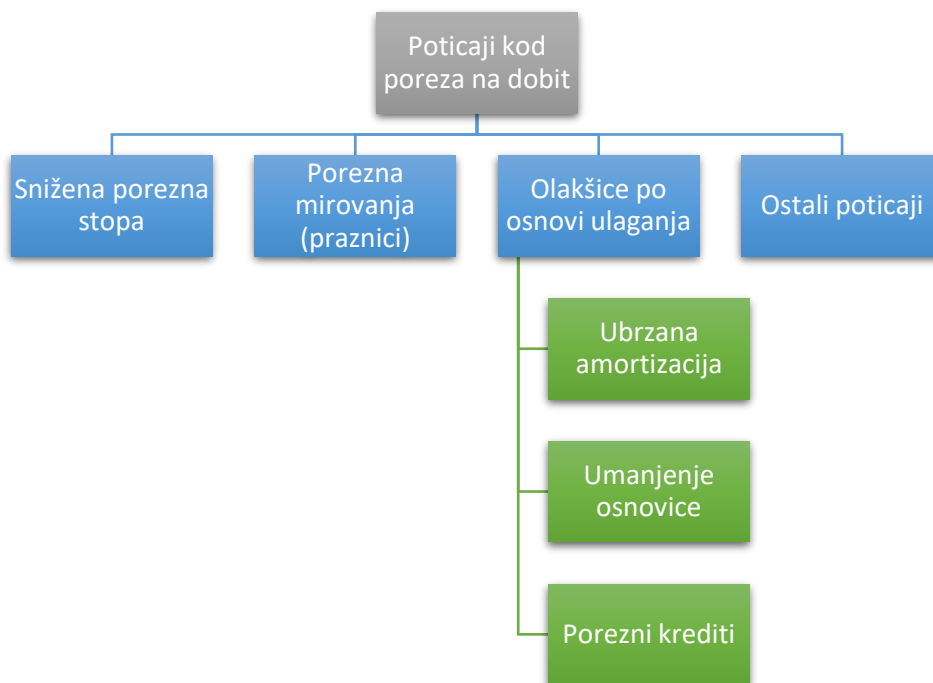 Poticaji kod
poreza na dobit
Snižena porezna
stopa
Porezna
mirovanja
(praznici)
Olakšice po
osnovi ulaganja
Ostali poticaji
Ubrzana
amortizacija
Umanjenje
osnovice
Porezni krediti